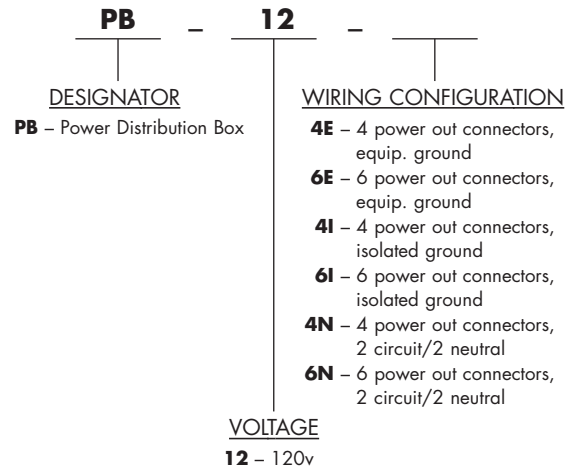 PB – 12 –
DESIGNATOR
PB – Power Distribution Box
WIRING CONFIGURATION
4E – 4 power out connectors,
equip. ground
6E – 6 power out connectors,
equip. ground
4I – 4 power out connectors,
isolated ground
6I – 6 power out connectors,
isolated ground
4N – 4 power out connectors,
2 circuit/2 neutral
6N – 6 power out connectors,
2 circuit/2 neutral
VOLTAGE
12 – 120v